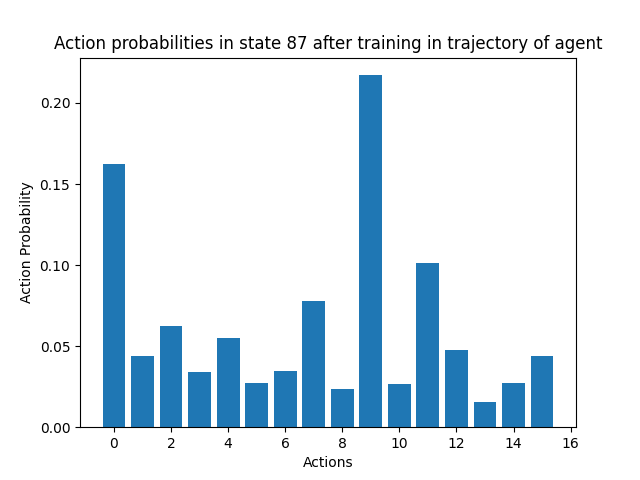 Action probabilities in state 87 after training in trajectory of agent
0.20
0.15
0.10
0.05
0.00
Action Probability
0 2 4 6 8 10 12 14 16
Actions